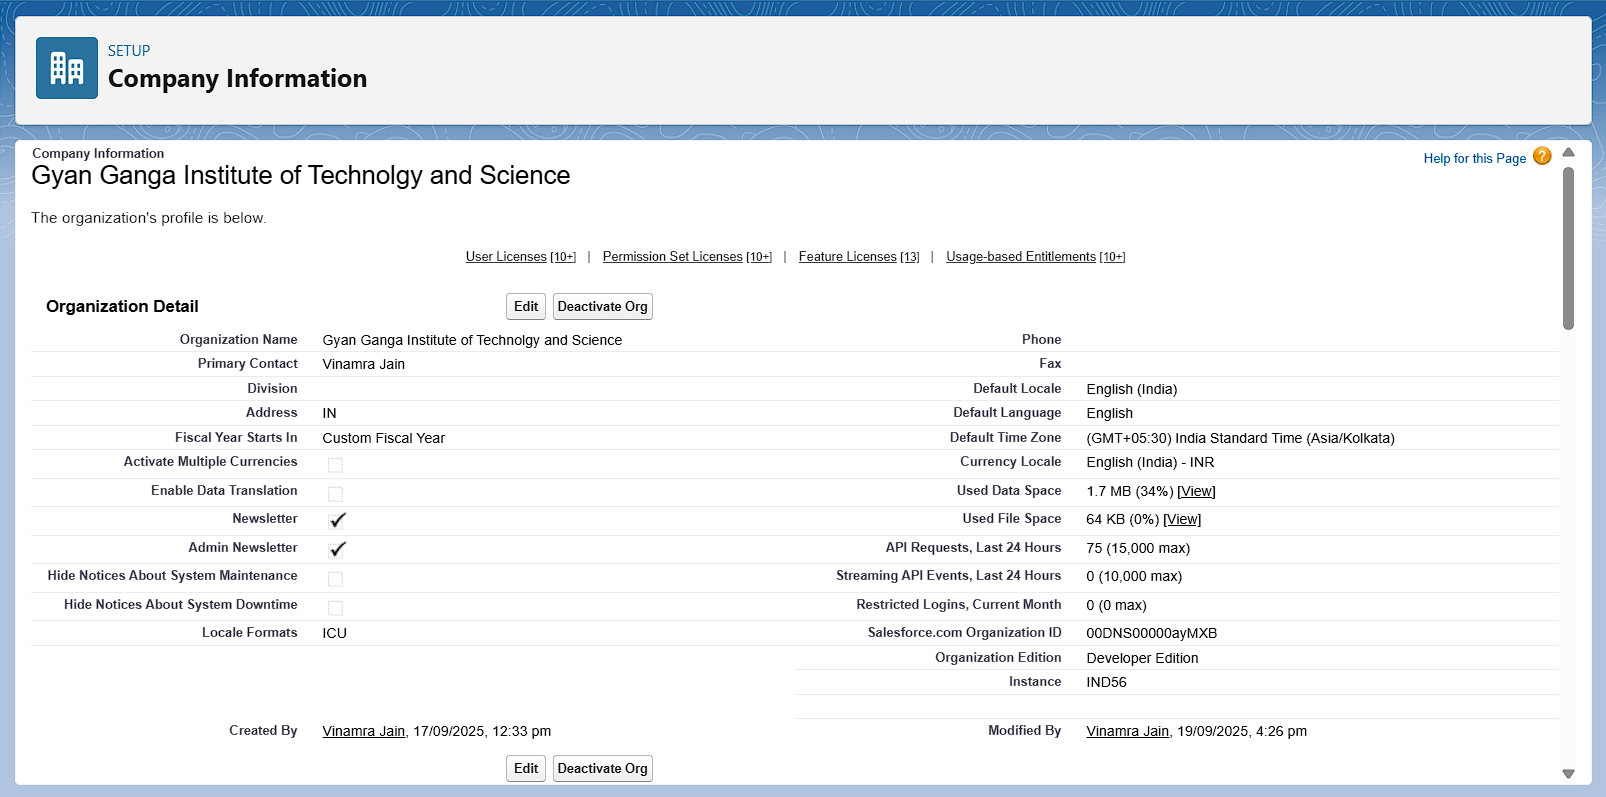 SETUP
Company Information
Company Information
Help for this Page ?
Gyan Ganga Institute of Technolgy and Science
The organization's profile is below.
User Licenses [10+] | Permission Set Licenses [10+] | Feature Licenses [13] | Usage-based Entitlements [10+]
Organization Detail Edit Deactivate Org
Organization Name Gyan Ganga Institute of Technolgy and Science Phone
Primary Contact Vinamra Jain Fax
Division Default Locale English (India)
Address IN Default Language English
Fiscal Year Starts In Custom Fiscal Year Default Time Zone (GMT+05:30) India Standard Time (Asia/Kolkata)
Activate Multiple Currencies Currency Locale English (India) - INR
Enable Data Translation Used Data Space 1.7 MB (34%) [View]
Newsletter Used File Space 64 KB (0%) [View]
Admin Newsletter API Requests, Last 24 Hours 75 (15,000 max)
Hide Notices About System Maintenance Streaming API Events, Last 24 Hours 0 (10,000 max)
Hide Notices About System Downtime Restricted Logins, Current Month 0 (0 max)
Locale Formats ICU Salesforce.com Organization ID 00DNS00000ayMXB
Organization Edition Developer Edition
Instance IND56
Created By Vinamra Jain, 17/09/2025, 12:33 pm Modified By Vinamra Jain, 19/09/2025, 4:26 pm
Edit Deactivate Org